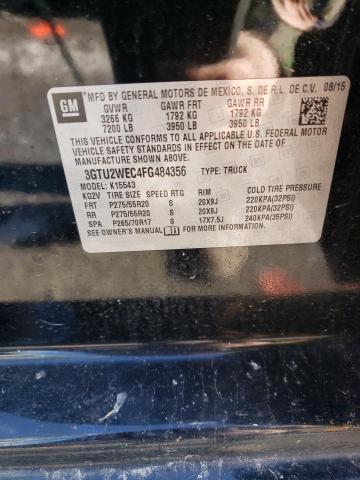 GM
MFD BY GENERAL MOTORS DE MEXICO, S. DE R.L. DE C.V. 08/15
GVWR GAWR FRT GAWR RR
3266 KG 1792 KG 1792 KG
7200 LB 3950 LB 3950 LB
THIS VEHICLE CONFORMS TO ALL APPLICABLE U.S. FEDERAL MOTOR
VEHICLE SAFETY, BUMPER, AND THEFT PREVENTION STANDARDS IN EFFECT
ON THE DATE OF MANUFACTURE SHOWN ABOVE.
3GTU2WEC4FG484356 TYPE: TRUCK
MODEL: K15543
KG2V TIRE SIZE SPEED RTG RIM COLD TIRE PRESSURE
FRT P275/55R20 S 20X9J 220KPA(32PSI)
RR P275/55R20 S 20X9J 220KPA(32PSI)
SPA P265/70R17 S 17X7.5J 240KPA(35PSI)
SEE OWNER'S MANUAL FOR MORE INFORMATION.